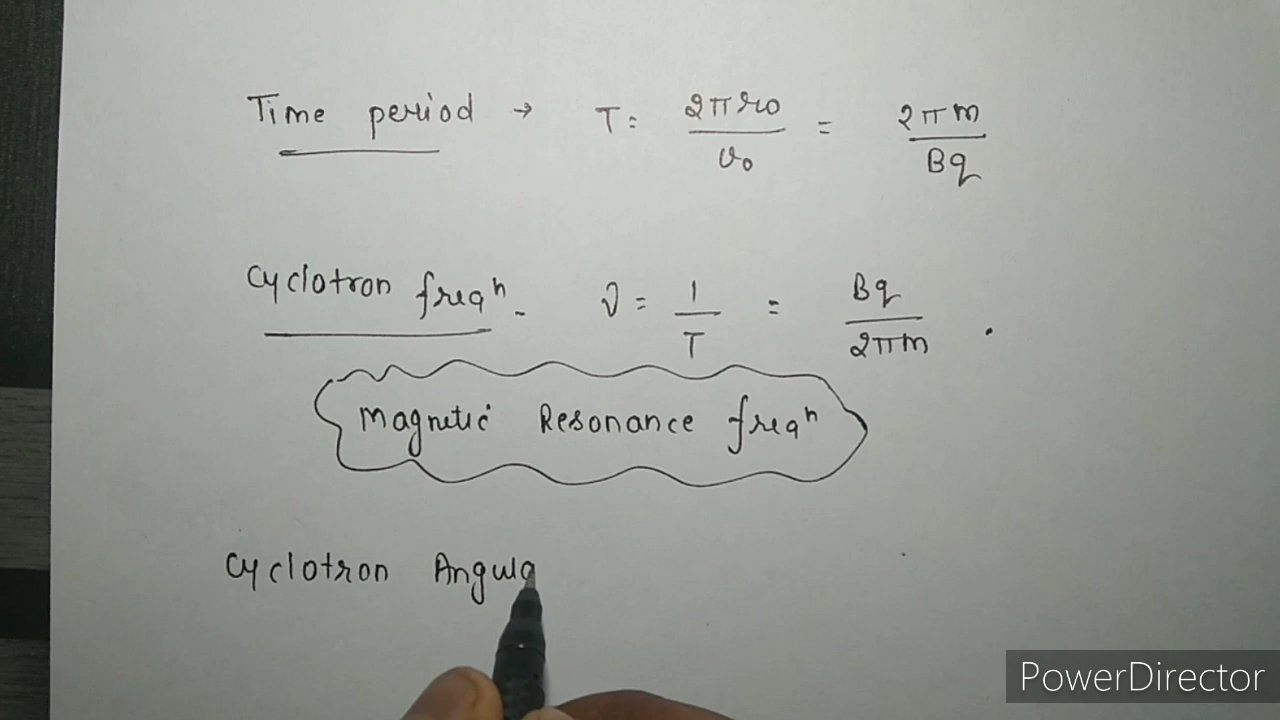 Time period → T = 2πr0 / v₀ = 2πm / Bq
Cyclotron freqⁿ - ν = 1 / T = Bq / 2πm .
Magnetic Resonance freqⁿ
Cyclotron Angula
PowerDirector